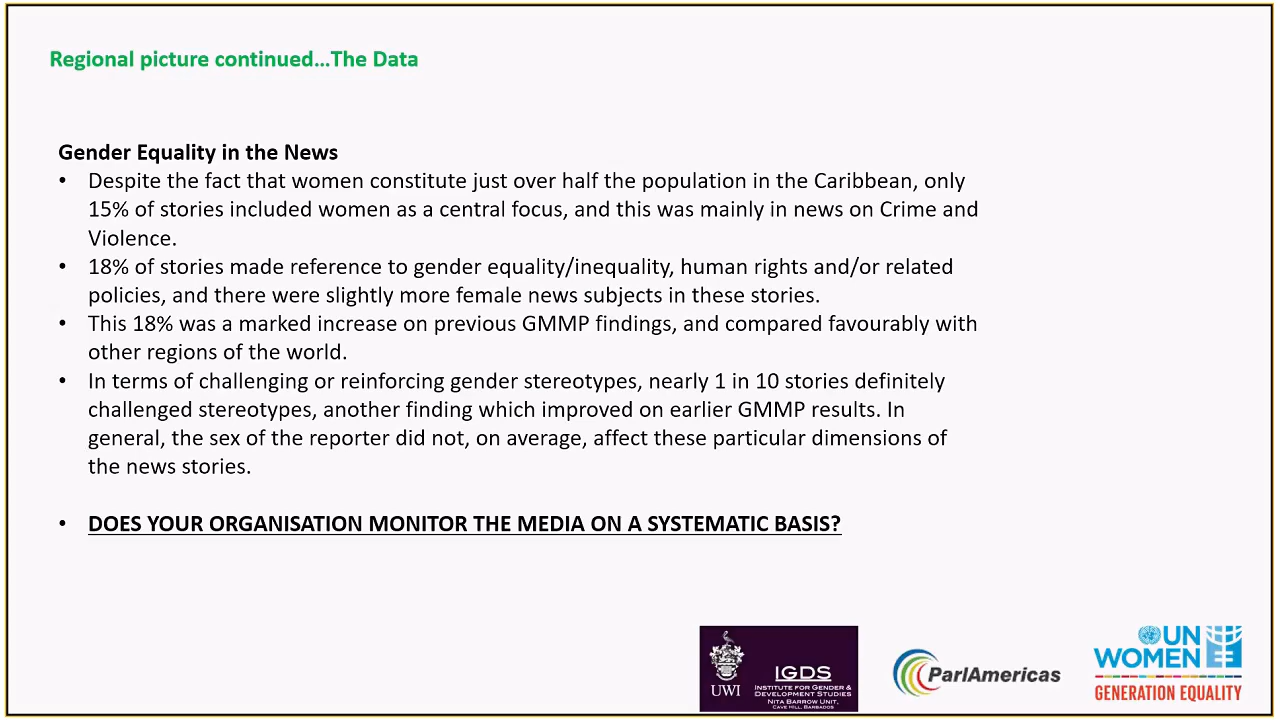 Regional picture continued...The Data
Gender Equality in the News
• Despite the fact that women constitute just over half the population in the Caribbean, only
15% of stories included women as a central focus, and this was mainly in news on Crime and
Violence.
• 18% of stories made reference to gender equality/inequality, human rights and/or related
policies, and there were slightly more female news subjects in these stories.
• This 18% was a marked increase on previous GMMP findings, and compared favourably with
other regions of the world.
• In terms of challenging or reinforcing gender stereotypes, nearly 1 in 10 stories definitely
challenged stereotypes, another finding which improved on earlier GMMP results. In
general, the sex of the reporter did not, on average, affect these particular dimensions of
the news stories.
• DOES YOUR ORGANISATION MONITOR THE MEDIA ON A SYSTEMATIC BASIS?
UWI
IGDS
INSTITUTE FOR GENDER &
DEVELOPMENT STUDIES
NITA BARROW UNIT,
CAVE HILL, BARBADOS
ParlAmericas
UN
WOMEN
GENERATION EQUALITY